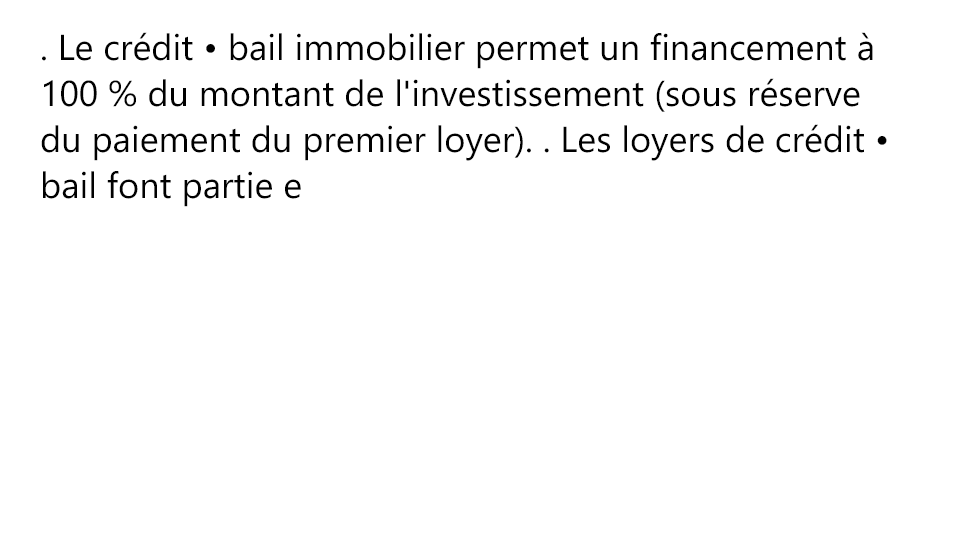 . Le crédit • bail immobilier permet un financement à
100 % du montant de l'investissement (sous réserve
du paiement du premier loyer). . Les loyers de crédit •
bail font partie e